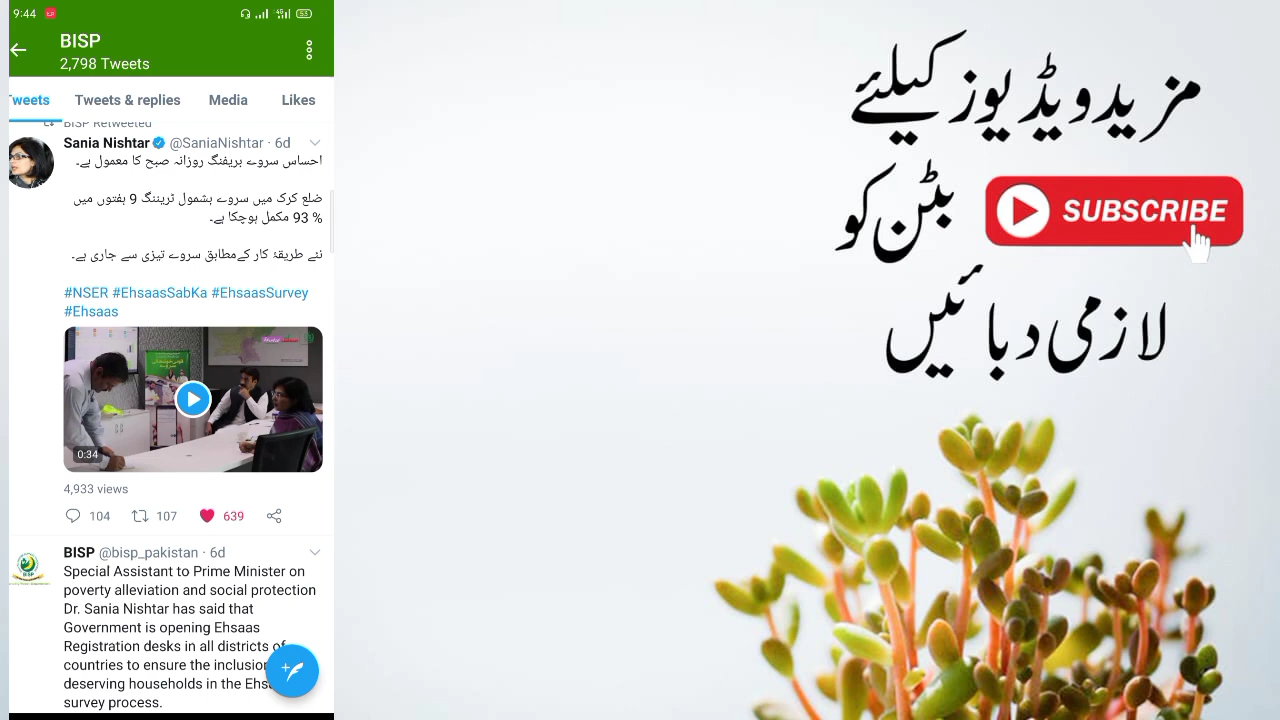 9:44
BISP
2,798 Tweets
Tweets Tweets & replies Media Likes
BISP Retweeted
Sania Nishtar @SaniaNishtar · 6d
احساس سروے بریفنگ روزانہ صبح کا معمول ہے۔
ضلع کرک میں سروے بشمول ٹریننگ 9 ہفتوں میں
% 93 مکمل ہوچکا ہے۔
نئے طریقۂ کار کےمطابق سروے تیزی سے جاری ہے۔
#NSER #EhsaasSabKa #EhsaasSurvey
#Ehsaas
0:34
4,933 views
104 107 639
BISP @bisp_pakistan · 6d
Special Assistant to Prime Minister on
poverty alleviation and social protection
Dr. Sania Nishtar has said that
Government is opening Ehsaas
Registration desks in all districts of
countries to ensure the inclusion
deserving households in the
survey process.
مزید ویڈیوز کیلئے
SUBSCRIBE بٹن کو
لازمی دبائیں